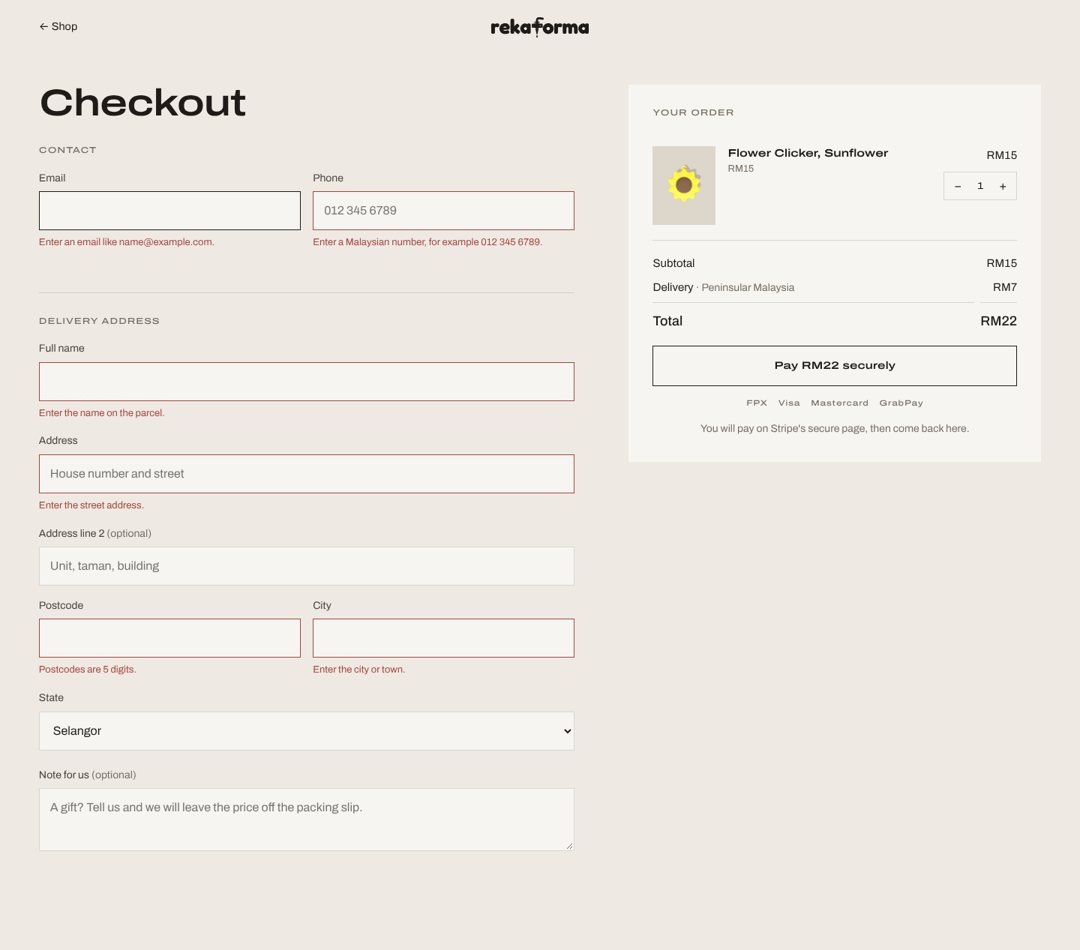 ← Shop
rekaforma
Checkout
CONTACT
Email
Phone
012 345 6789
Enter an email like name@example.com.
Enter a Malaysian number, for example 012 345 6789.
DELIVERY ADDRESS
Full name
Enter the name on the parcel.
Address
House number and street
Enter the street address.
Address line 2 (optional)
Unit, taman, building
Postcode
City
Postcodes are 5 digits.
Enter the city or town.
State
Selangor
Note for us (optional)
A gift? Tell us and we will leave the price off the packing slip.
YOUR ORDER
Flower Clicker, Sunflower
RM15
RM15
− 1 +
Subtotal RM15
Delivery · Peninsular Malaysia RM7
Total RM22
Pay RM22 securely
FPX Visa Mastercard GrabPay
You will pay on Stripe's secure page, then come back here.